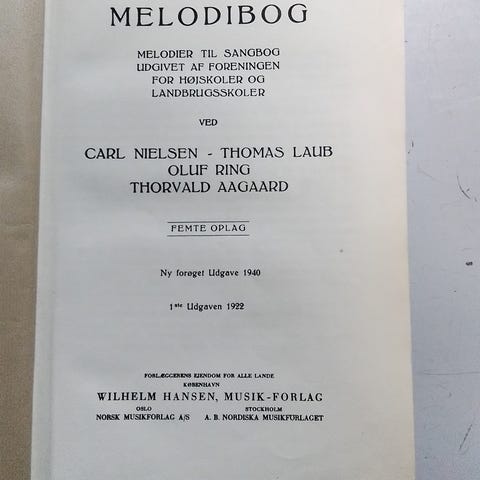 MELODIBOG
MELODIER TIL SANGBOG
UDGIVET AF FORENINGEN
FOR HØJSKOLER OG
LANDBRUGSSKOLER
VED
CARL NIELSEN - THOMAS LAUB
OLUF RING
THORVALD AAGAARD
FEMTE OPLAG
Ny forøget Udgave 1940
1ste Udgaven 1922
FORLÆGGERENS EJENDOM FOR ALLE LANDE
KØBENHAVN
WILHELM HANSEN, MUSIK-FORLAG
OSLO STOCKHOLM
NORSK MUSIKFORLAG A/S A. B. NORDISKA MUSIKFÖRLAGET